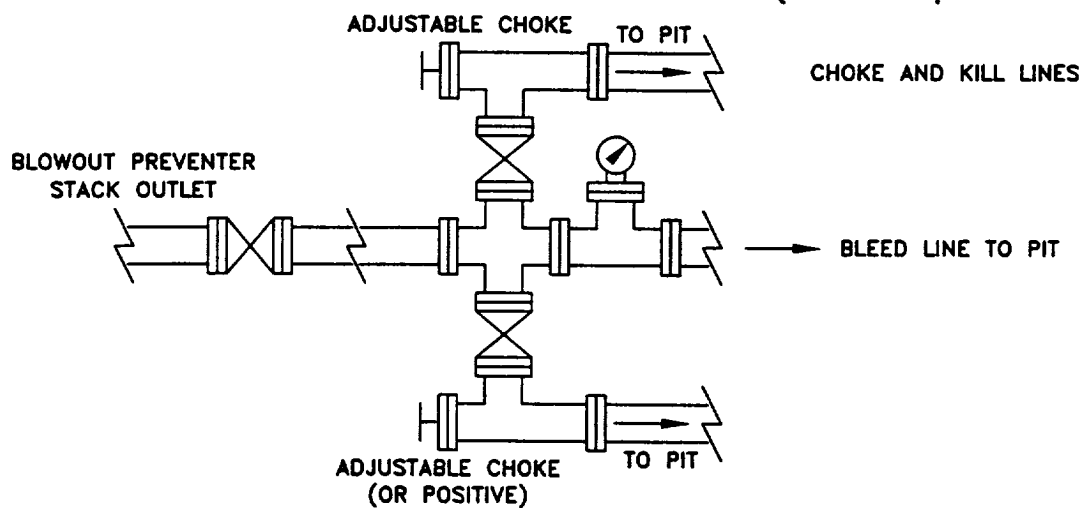 ADJUSTABLE CHOKE
TO PIT
CHOKE AND KILL LINES
BLOWOUT PREVENTER
STACK OUTLET
BLEED LINE TO PIT
ADJUSTABLE CHOKE
(OR POSITIVE)
TO PIT